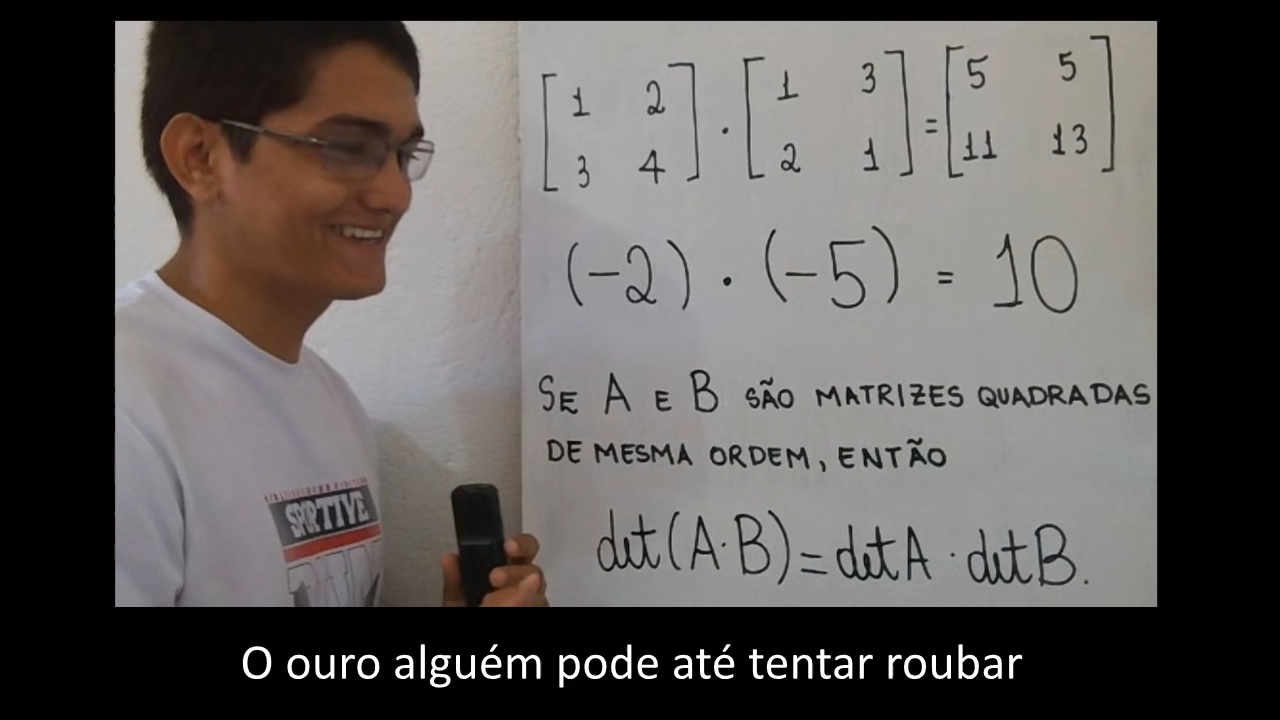 [1 2 3 4] · [1 3 2 1] = [5 5 11 13]
(-2) · (-5) = 10
SE A E B SÃO MATRIZES QUADRADAS
DE MESMA ORDEM, ENTÃO
det(A·B)=detA · detB.
SPORTIVE
O ouro alguém pode até tentar roubar